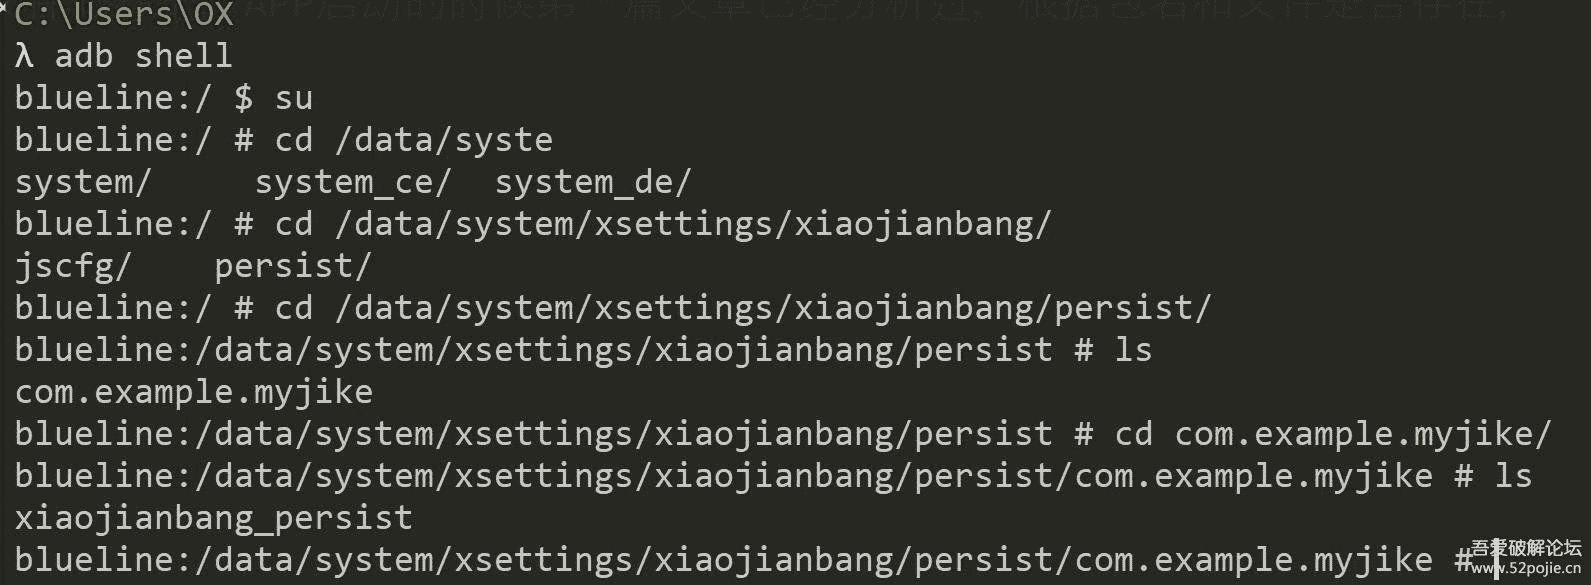 C:\Users\OX
λ adb shell
blueline:/ $ su
blueline:/ # cd /data/syste
system/     system_ce/  system_de/
blueline:/ # cd /data/system/xsettings/xiaojianbang/
jscfg/    persist/
blueline:/ # cd /data/system/xsettings/xiaojianbang/persist/
blueline:/data/system/xsettings/xiaojianbang/persist # ls
com.example.myjike
blueline:/data/system/xsettings/xiaojianbang/persist # cd com.example.myjike/
blueline:/data/system/xsettings/xiaojianbang/persist/com.example.myjike # ls
xiaojianbang_persist
blueline:/data/system/xsettings/xiaojianbang/persist/com.example.myjike #
吾爱破解论坛
www.52pojie.cn